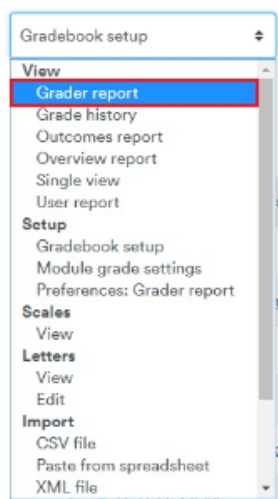 Gradebook setup
View
Grader report
Grade history
Outcomes report
Overview report
Single view
User report
Setup
Gradebook setup
Module grade settings
Preferences: Grader report
Scales
View
Letters
View
Edit
Import
CSV file
Paste from spreadsheet
XML file